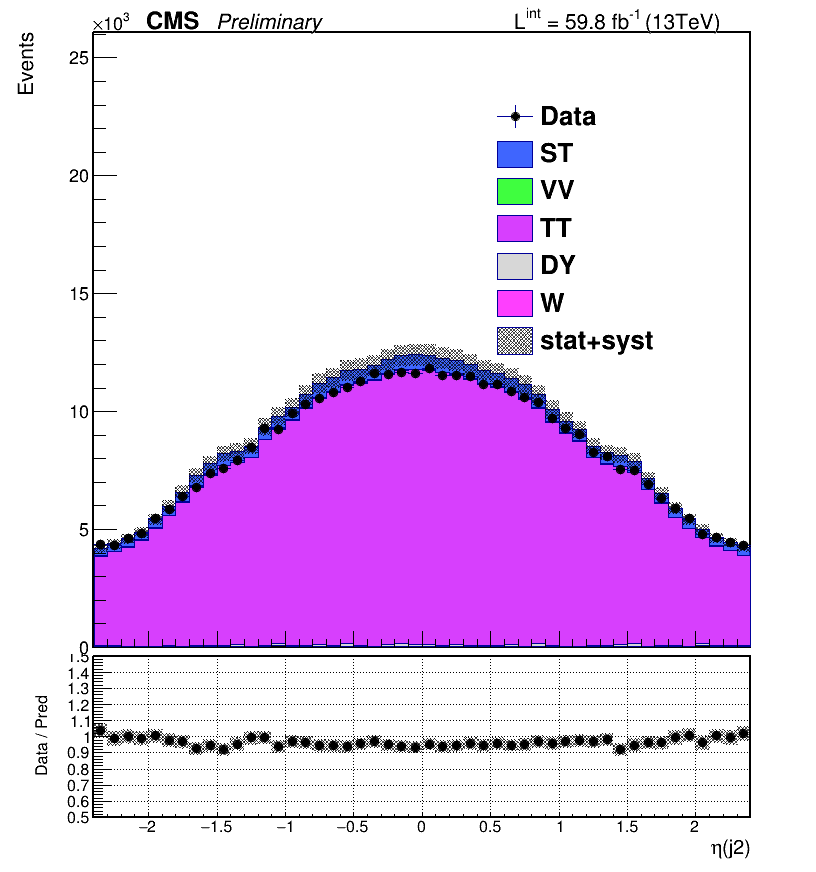 ×10³ CMS Preliminary L^int = 59.8 fb⁻¹ (13TeV)
Events
25
20
15
10
5
0
Data
ST
VV
TT
DY
W
stat+syst
Data / Pred
1.5
1.4
1.3
1.2
1.1
1
0.9
0.8
0.7
0.6
0.5
−2 −1.5 −1 −0.5 0 0.5 1 1.5 2
η(j2)